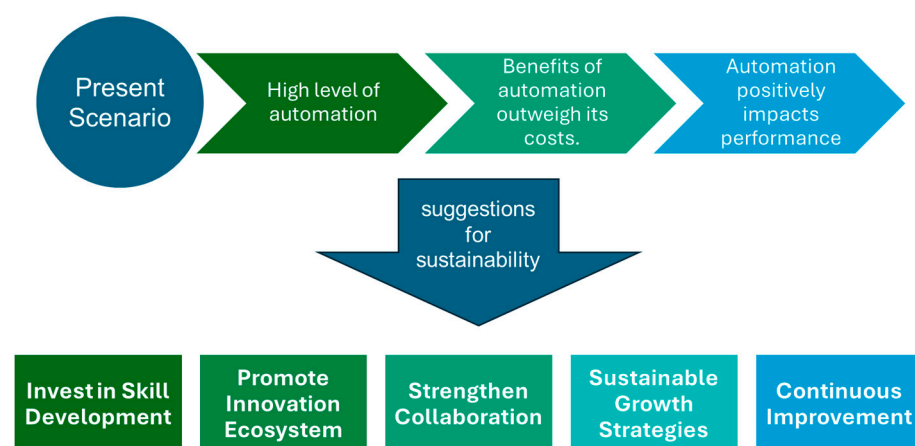 Present
Scenario
High level of
automation
Benefits of
automation
outweigh its
costs.
Automation
positively
impacts
performance
suggestions
for
sustainability
Invest in Skill
Development
Promote
Innovation
Ecosystem
Strengthen
Collaboration
Sustainable
Growth
Strategies
Continuous
Improvement